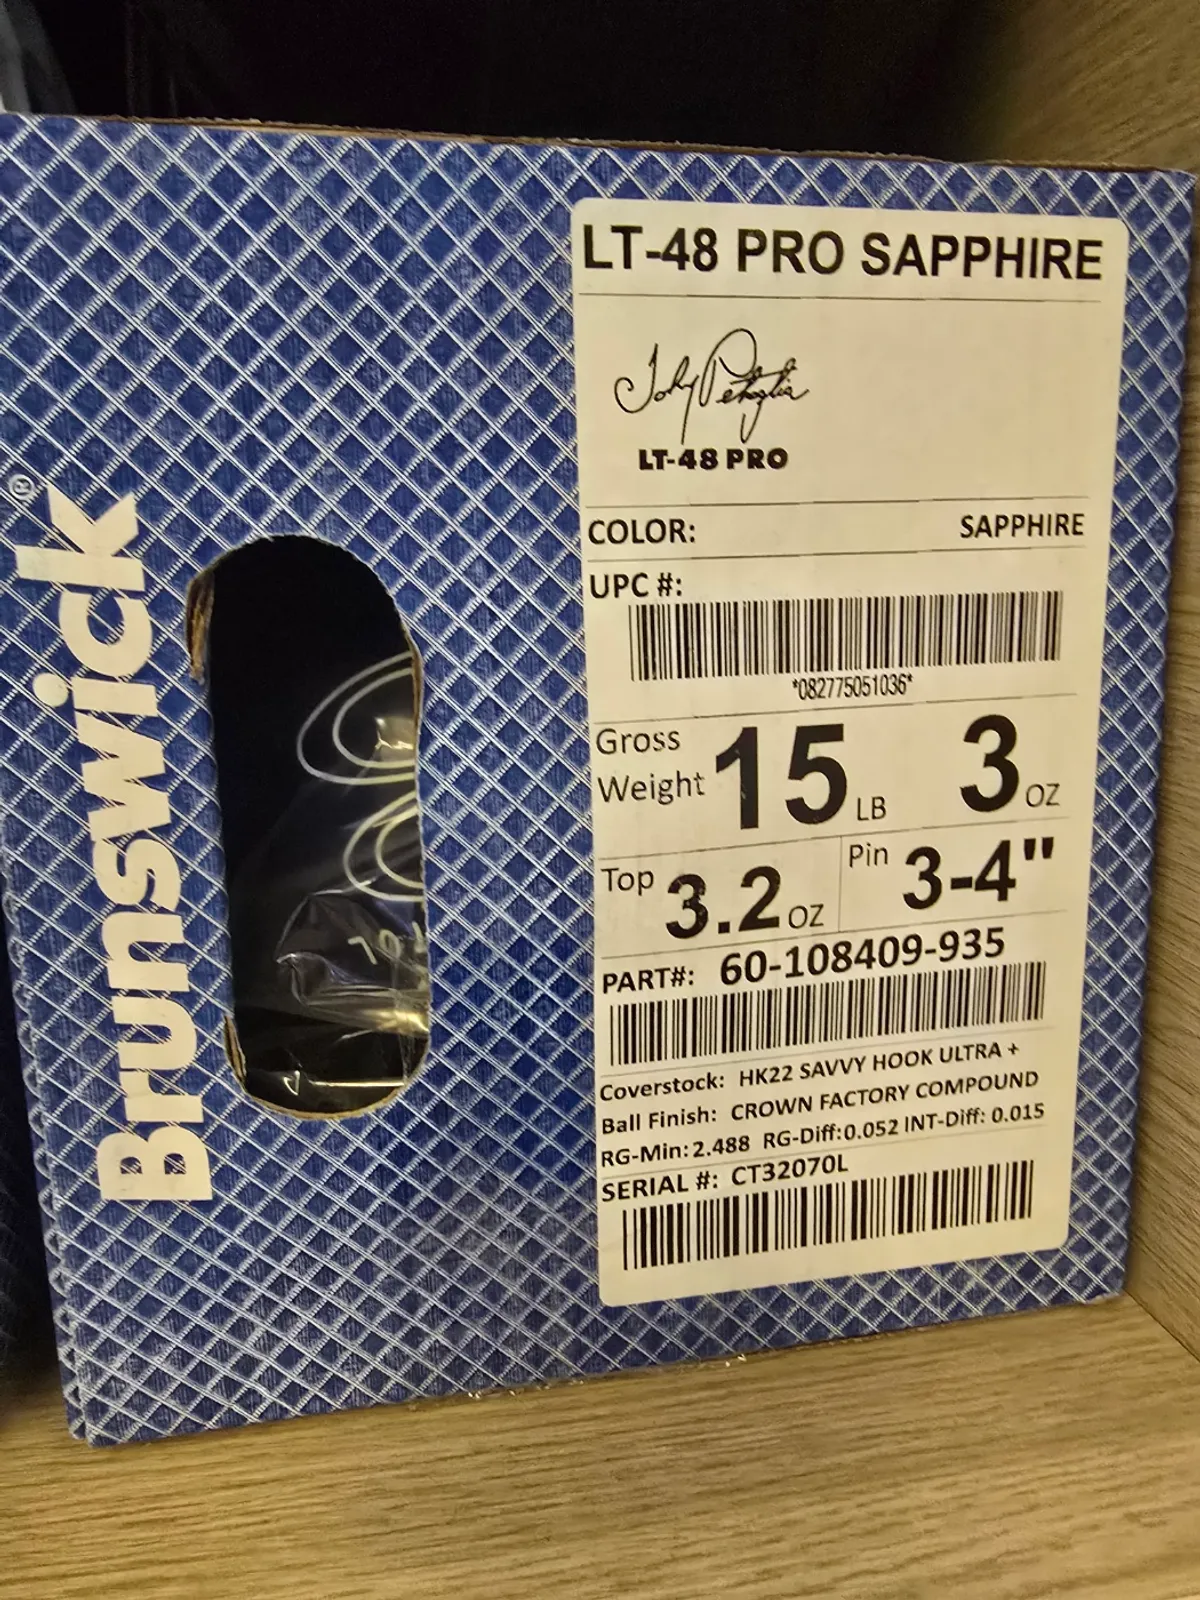 LT-48 PRO SAPPHIRE
LT-48 PRO
COLOR: SAPPHIRE
UPC #:
*082775051036*
Gross Weight 15 LB 3 OZ
Top 3.2 OZ Pin 3-4"
PART#: 60-108409-935
Coverstock: HK22 SAVVY HOOK ULTRA +
Ball Finish: CROWN FACTORY COMPOUND
RG-Min: 2.488 RG-Diff: 0.052 INT-Diff: 0.015
SERIAL #: CT32070L
Brunswick®